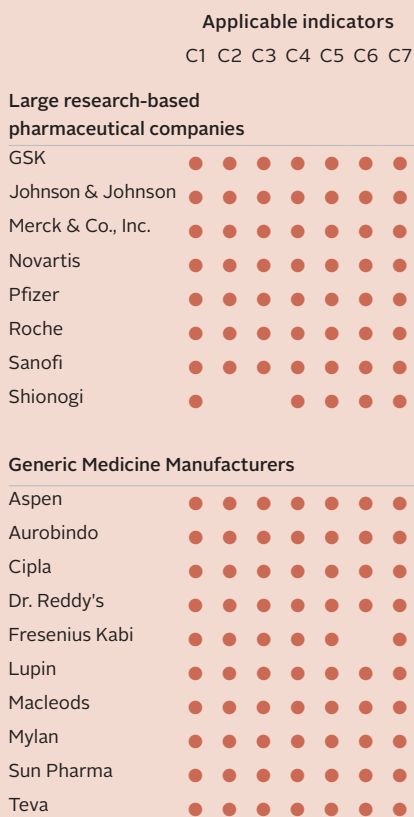 Applicable indicators
C1 C2 C3 C4 C5 C6 C7
Large research-based
pharmaceutical companies
GSK
Johnson & Johnson
Merck & Co., Inc.
Novartis
Pfizer
Roche
Sanofi
Shionogi
Generic Medicine Manufacturers
Aspen
Aurobindo
Cipla
Dr. Reddy's
Fresenius Kabi
Lupin
Macleods
Mylan
Sun Pharma
Teva